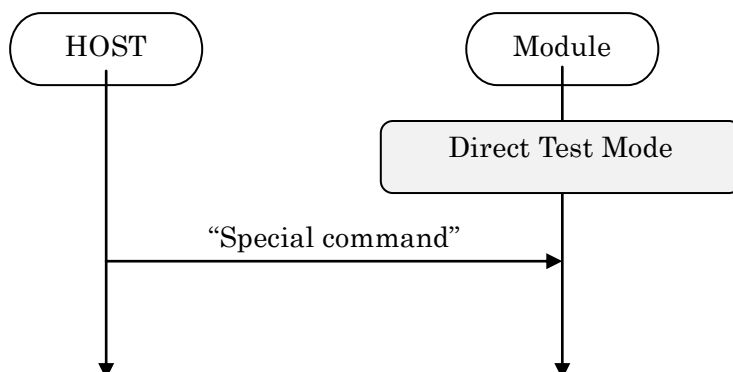 HOST
Module
Direct Test Mode
“Special command”